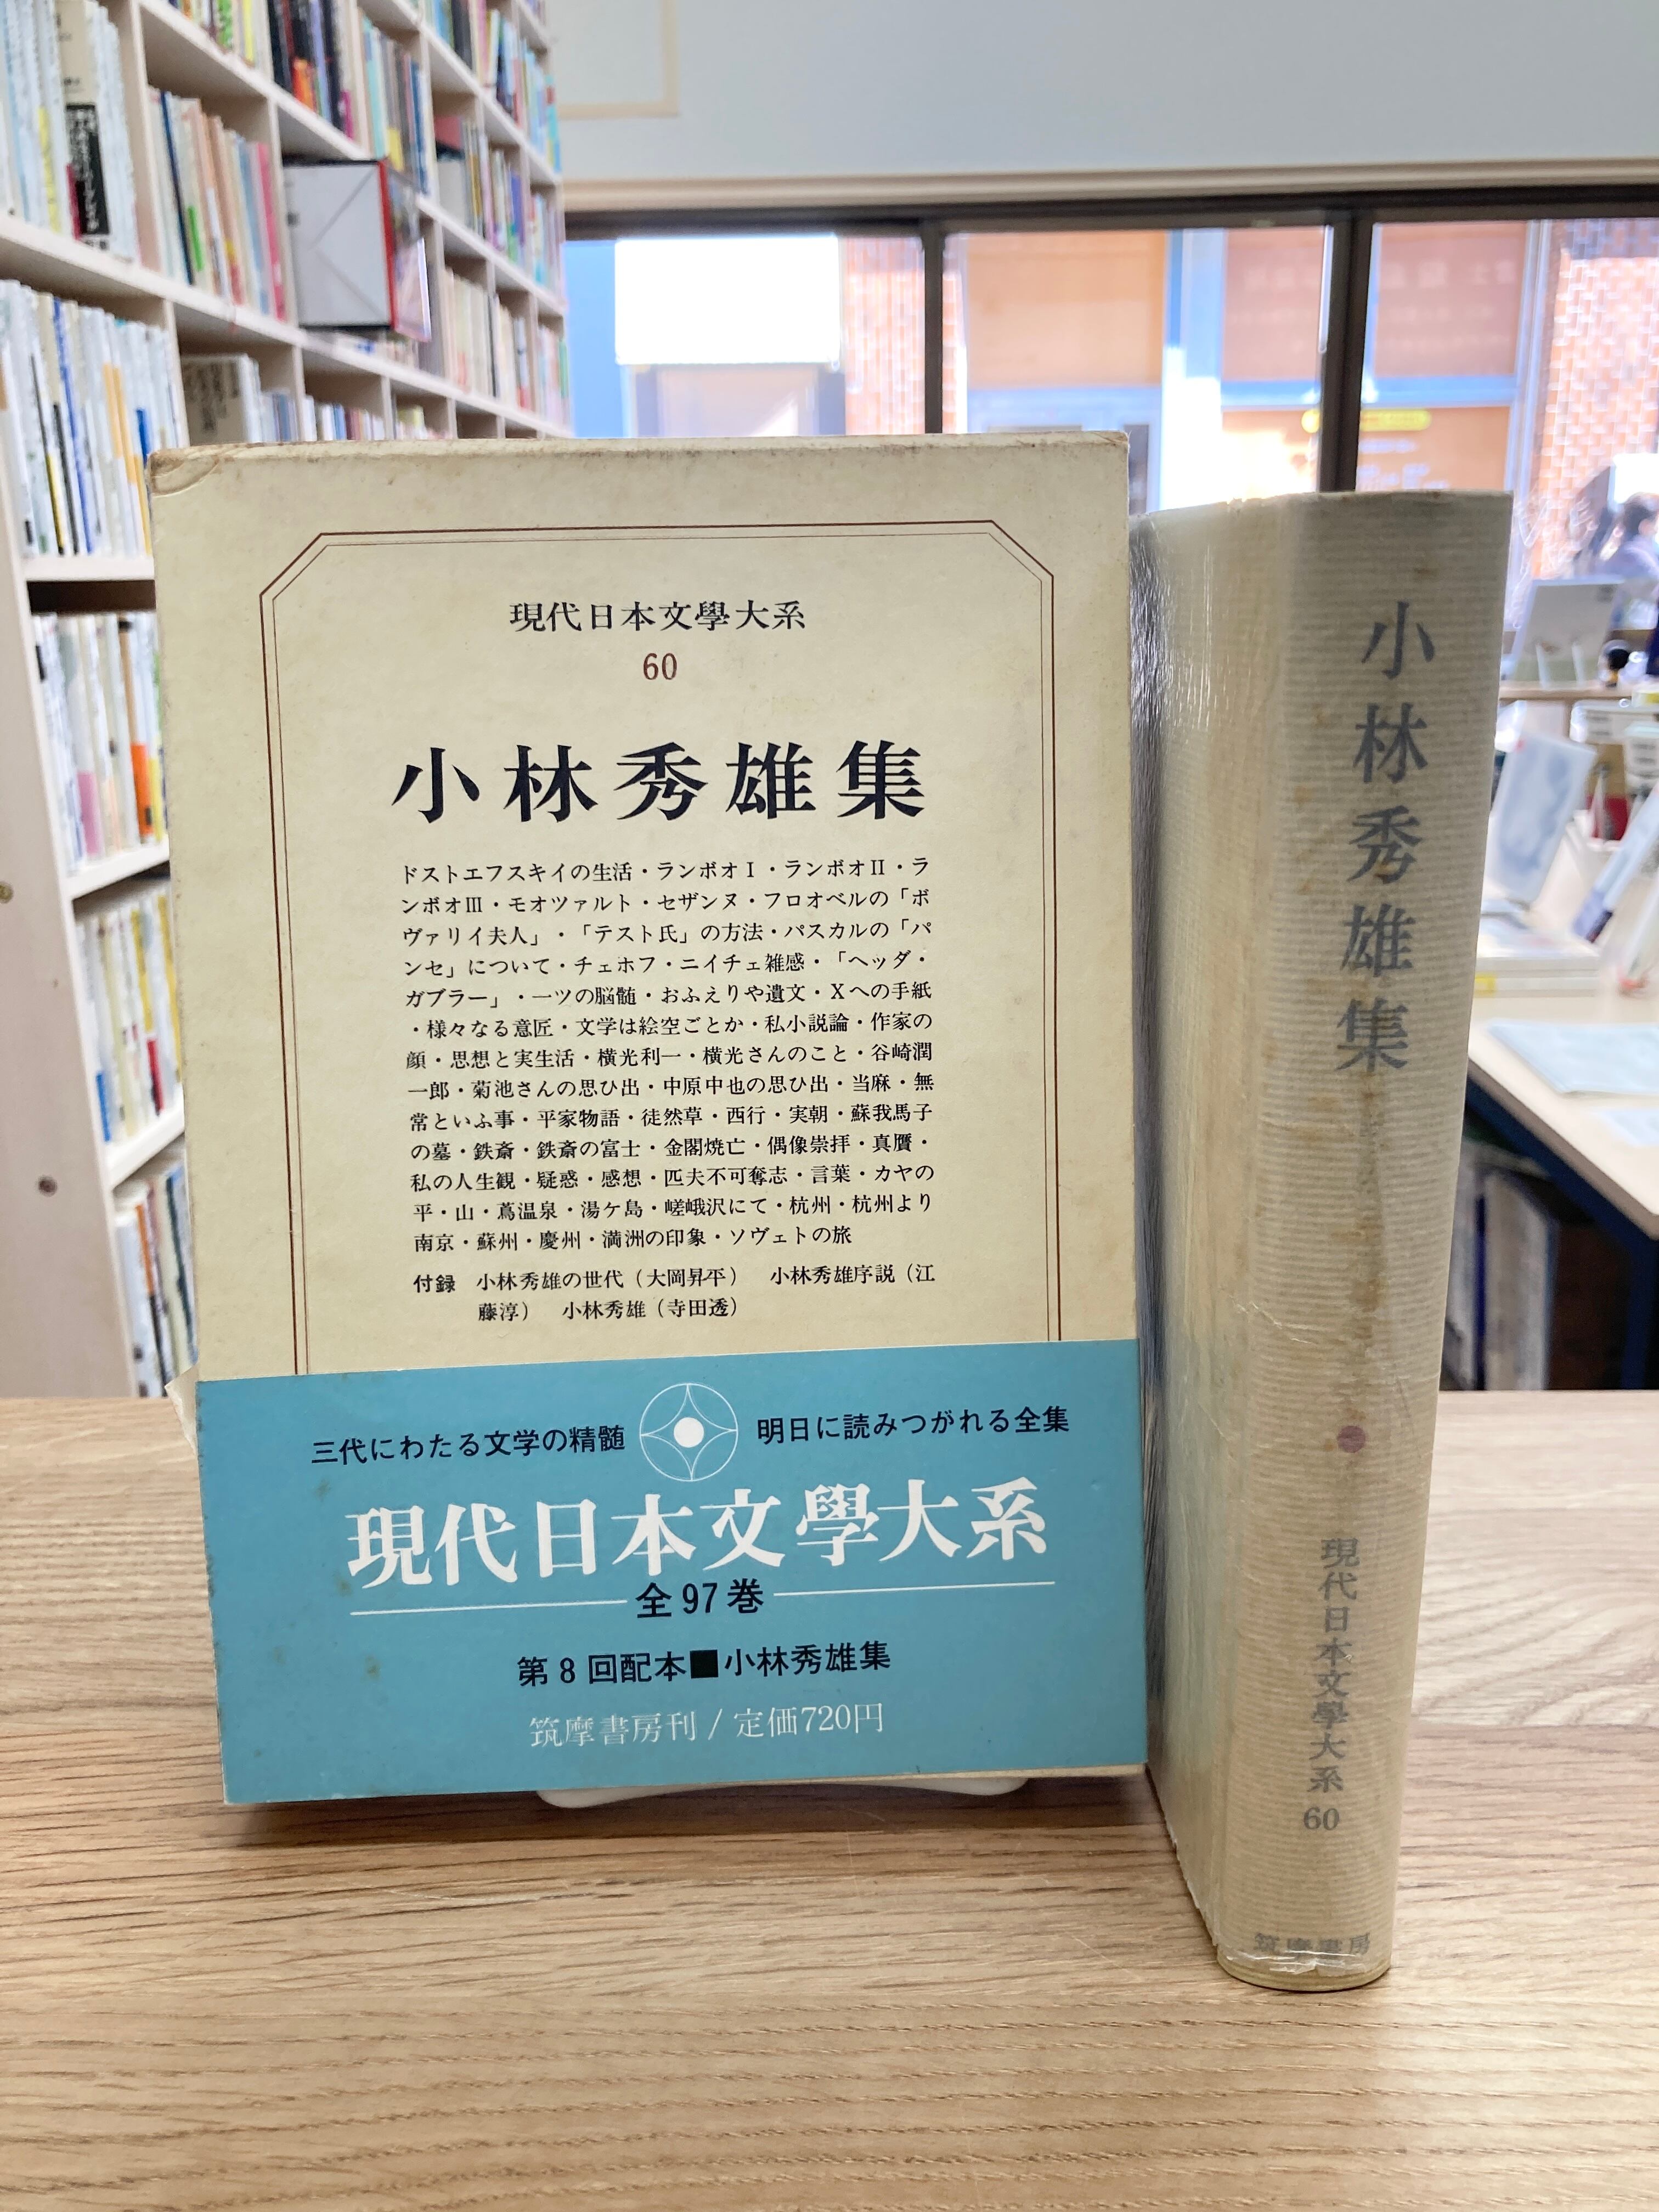 現代日本文學大系
60
小林秀雄集
ドストエフスキイの生活・ランボオⅠ・ランボオⅡ・ラ
ンボオⅢ・モオツァルト・セザンヌ・フロオベルの「ボ
ヴァリイ夫人」・「テスト氏」の方法・パスカルの「パ
ンセ」について・チェホフ・ニイチェ雑感・「ヘッダ・
ガブラー」・一ツの脳髄・おふえりや遺文・Xへの手紙
・様々なる意匠・文学は絵空ごとか・私小説論・作家の
顔・思想と実生活・横光利一・横光さんのこと・谷崎潤
一郎・菊池さんの思ひ出・中原中也の思ひ出・当麻・無
常といふ事・平家物語・徒然草・西行・実朝・蘇我馬子
の墓・鉄斎・鉄斎の富士・金閣焼亡・偶像崇拝・真贋・
私の人生観・疑惑・感想・匹夫不可奪志・言葉・カヤの
平・山・蔦温泉・湯ケ島・嵯峨沢にて・杭州・杭州より
南京・蘇州・慶州・満洲の印象・ソヴェトの旅
付録 小林秀雄の世代（大岡昇平） 小林秀雄序説（江
藤淳） 小林秀雄（寺田透）
三代にわたる文学の精髄 明日に読みつがれる全集
現代日本文學大系
全97巻
第8回配本■小林秀雄集
筑摩書房刊/定価720円
小林秀雄集
現代日本文學大系
60
筑摩書房